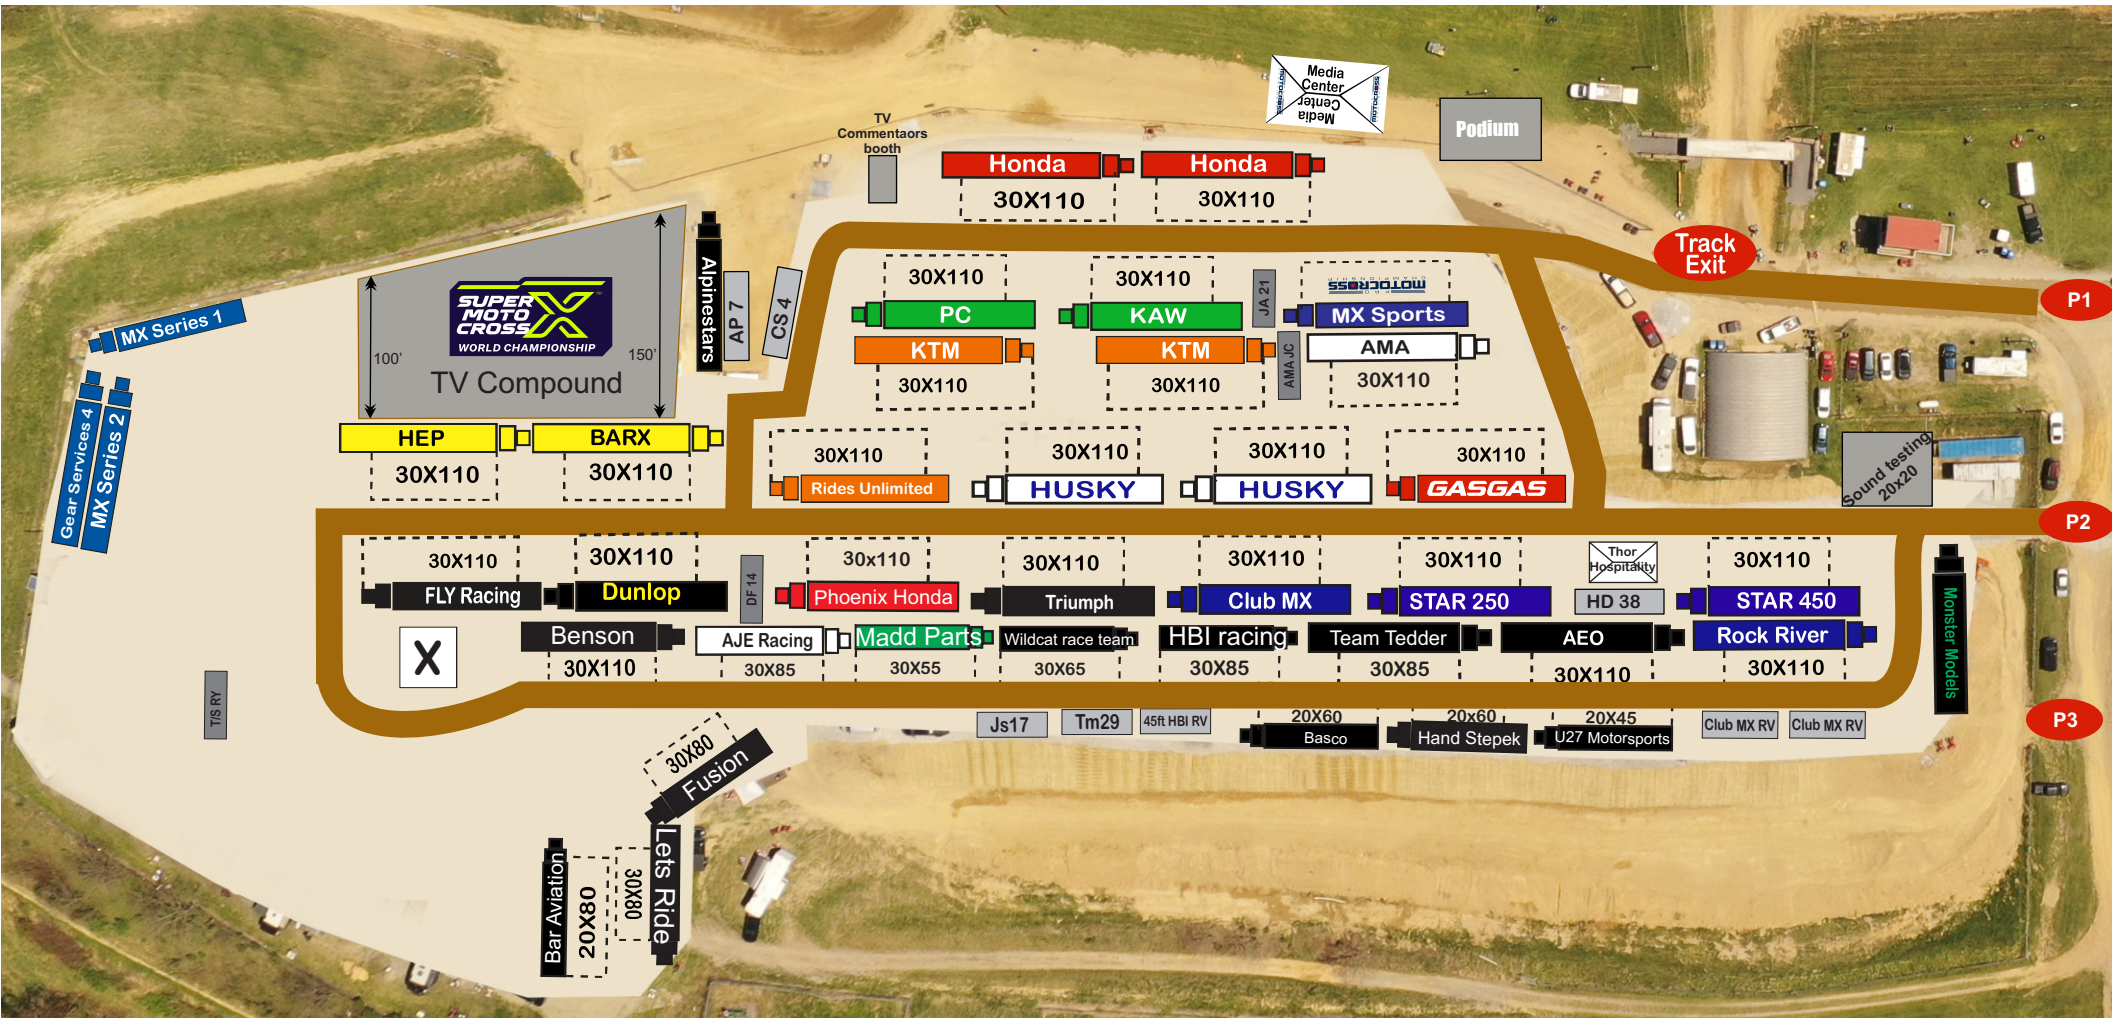 Media
Center
Media
Center
MOTOCROSS
MOTOCROSS
Podium
TV
Commentaors
booth
Honda
30X110
Honda
30X110
Track
Exit
P1
SUPER
MOTO
CROSS
WORLD CHAMPIONSHIP
TV Compound
100'
150'
Alpinestars
AP 7
CS 4
MX Series 1
Gear Services 4
MX Series 2
30X110
PC
30X110
KAW
JA 21
MOTOCROSS
MX Sports
KTM
30X110
KTM
30X110
AMA JC
AMA
30X110
HEP
30X110
BARX
30X110
30X110
Rides Unlimited
30X110
HUSKY
30X110
HUSKY
30X110
GASGAS
Sound testing
20x20
P2
30X110
FLY Racing
30X110
Dunlop
DF 14
30x110
Phoenix Honda
30X110
Triumph
30X110
Club MX
30X110
STAR 250
Thor
Hospitality
HD 38
30X110
STAR 450
Monster Models
X
Benson
30X110
AJE Racing
30X85
Madd Parts
30X55
Wildcat race team
30X65
HBI racing
30X85
Team Tedder
30X85
AEO
30X110
Rock River
30X110
T/S RY
P3
Js17
Tm29
45ft HBI RV
20X60
Basco
20x60
Hand Stepek
20X45
U27 Motorsports
Club MX RV
Club MX RV
30X80
Fusion
Lets Ride
30X80
Bar Aviation
20X80